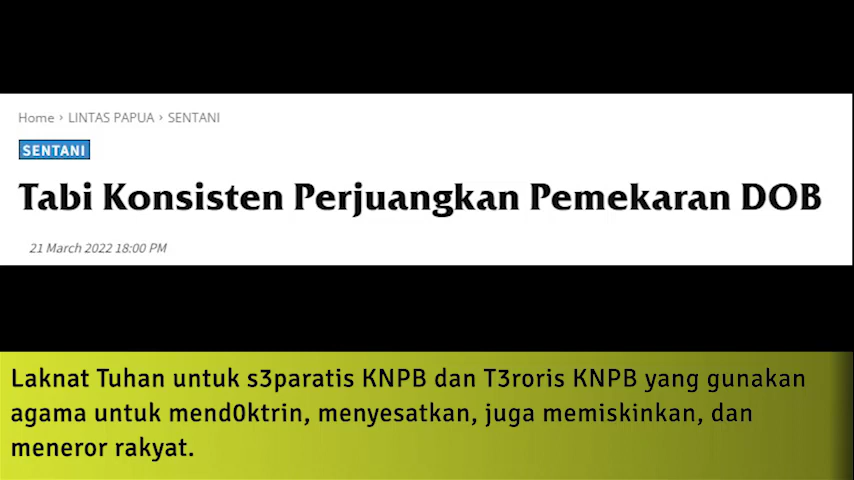 Home › LINTAS PAPUA › SENTANI
SENTANI
Tabi Konsisten Perjuangkan Pemekaran DOB
21 March 2022 18:00 PM
Laknat Tuhan untuk s3paratis KNPB dan T3roris KNPB yang gunakan
agama untuk mend0ktrin, menyesatkan, juga memiskinkan, dan
meneror rakyat.